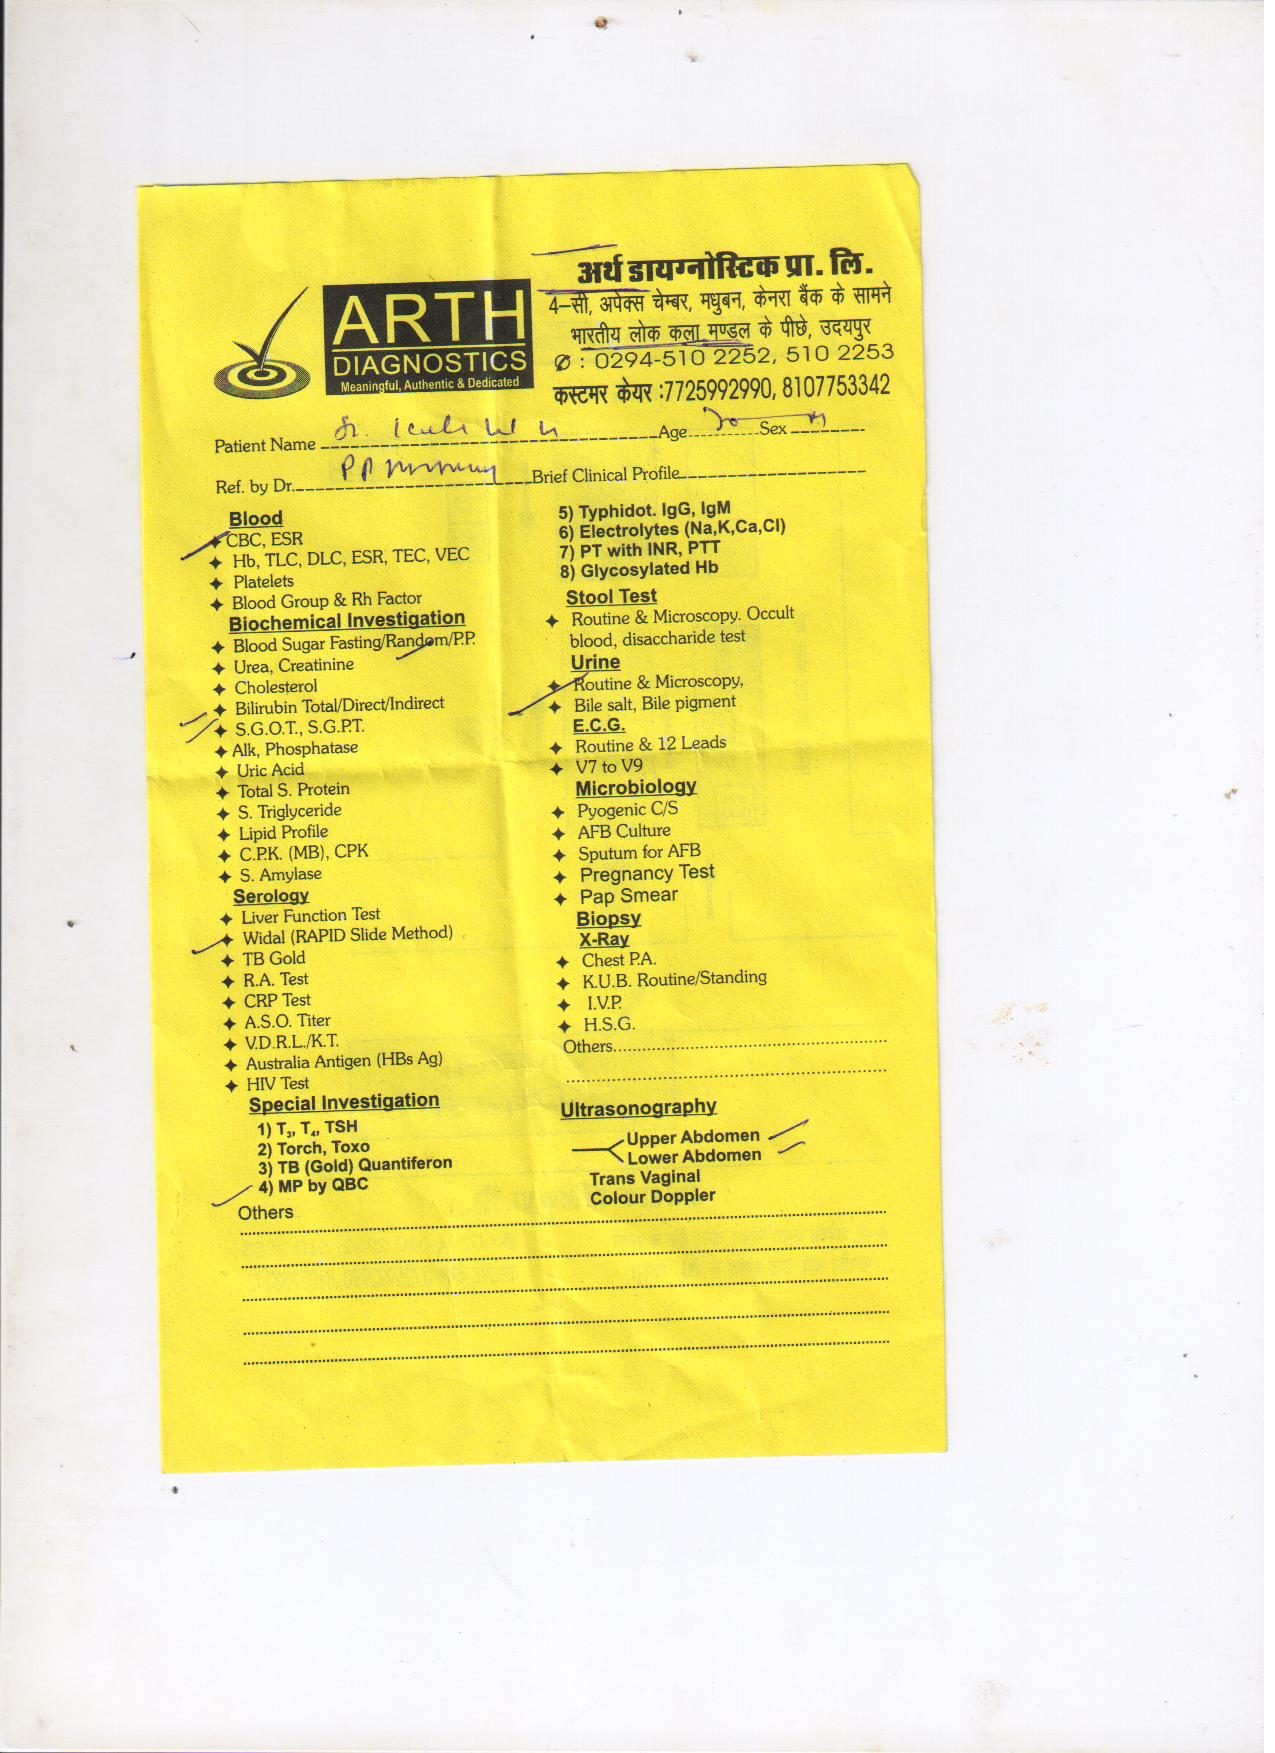 अर्थ डायग्नोस्टिक प्रा. लि.
4-सी, अपेक्स चेम्बर, मधुबन, केनरा बैंक के सामने
भारतीय लोक कला मण्डल के पीछे, उदयपुर
✆ : 0294-510 2252, 510 2253
कस्टमर केयर :7725992990, 8107753342
ARTH
DIAGNOSTICS
Meaningful, Authentic & Dedicated
Patient Name Age Sex
Ref. by Dr. Brief Clinical Profile
Blood
CBC, ESR
Hb, TLC, DLC, ESR, TEC, VEC
Platelets
Blood Group & Rh Factor
Biochemical Investigation
Blood Sugar Fasting/Random/P.P.
Urea, Creatinine
Cholesterol
Bilirubin Total/Direct/Indirect
S.G.O.T., S.G.P.T.
Alk, Phosphatase
Uric Acid
Total S. Protein
S. Triglyceride
Lipid Profile
C.P.K. (MB), CPK
S. Amylase
Serology
Liver Function Test
Widal (RAPID Slide Method)
TB Gold
R.A. Test
CRP Test
A.S.O. Titer
V.D.R.L./K.T.
Australia Antigen (HBs Ag)
HIV Test
Special Investigation
1) T3, T4, TSH
2) Torch, Toxo
3) TB (Gold) Quantiferon
4) MP by QBC
Others
5) Typhidot. IgG, IgM
6) Electrolytes (Na,K,Ca,Cl)
7) PT with INR, PTT
8) Glycosylated Hb
Stool Test
Routine & Microscopy. Occult
blood, disaccharide test
Urine
Routine & Microscopy,
Bile salt, Bile pigment
E.C.G.
Routine & 12 Leads
V7 to V9
Microbiology
Pyogenic C/S
AFB Culture
Sputum for AFB
Pregnancy Test
Pap Smear
Biopsy
X-Ray
Chest P.A.
K.U.B. Routine/Standing
I.V.P.
H.S.G.
Others
Ultrasonography
Upper Abdomen
Lower Abdomen
Trans Vaginal
Colour Doppler